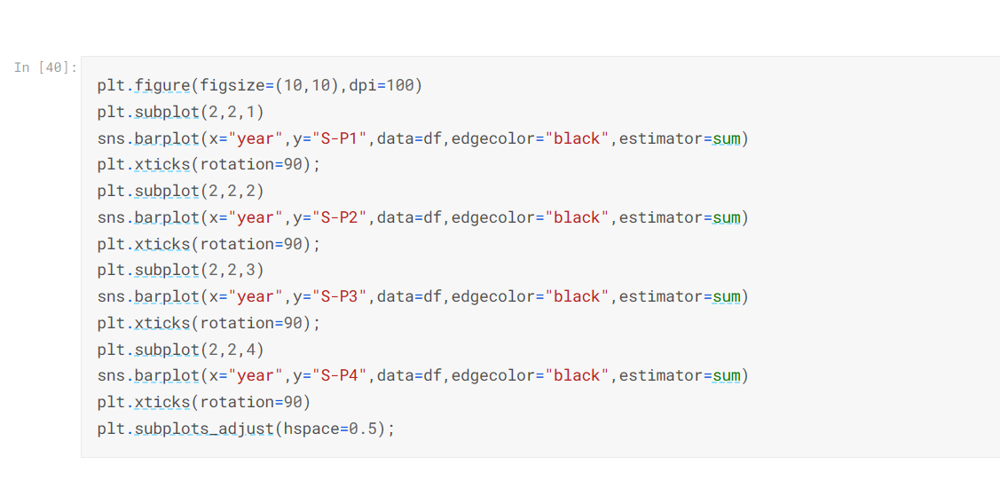 In [40]:
plt.figure(figsize=(10,10),dpi=100)
plt.subplot(2,2,1)
sns.barplot(x="year",y="S-P1",data=df,edgecolor="black",estimator=sum)
plt.xticks(rotation=90);
plt.subplot(2,2,2)
sns.barplot(x="year",y="S-P2",data=df,edgecolor="black",estimator=sum)
plt.xticks(rotation=90);
plt.subplot(2,2,3)
sns.barplot(x="year",y="S-P3",data=df,edgecolor="black",estimator=sum)
plt.xticks(rotation=90);
plt.subplot(2,2,4)
sns.barplot(x="year",y="S-P4",data=df,edgecolor="black",estimator=sum)
plt.xticks(rotation=90)
plt.subplots_adjust(hspace=0.5);